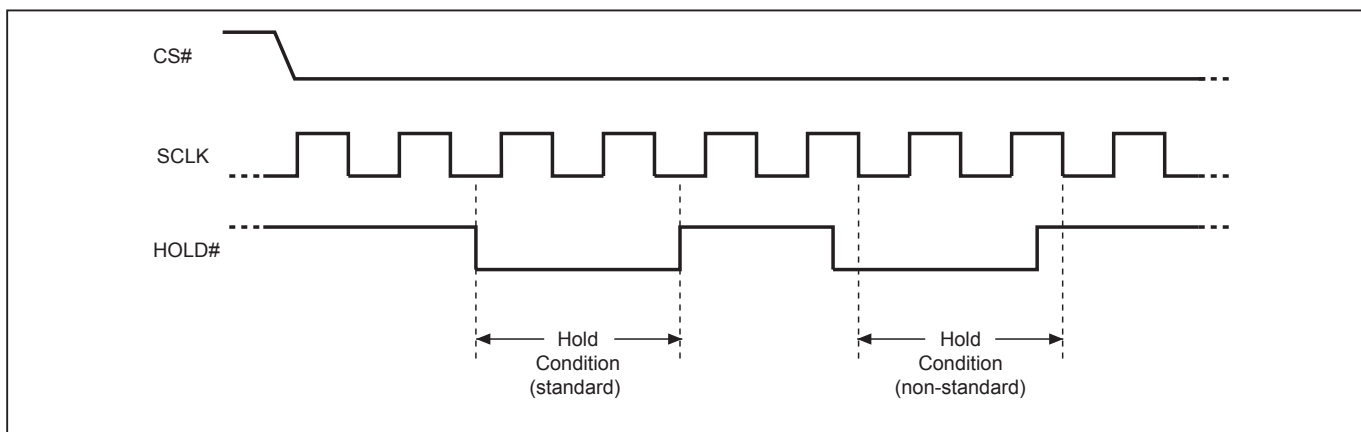 CS#
SCLK
HOLD#
Hold
Condition
(standard)
Hold
Condition
(non-standard)